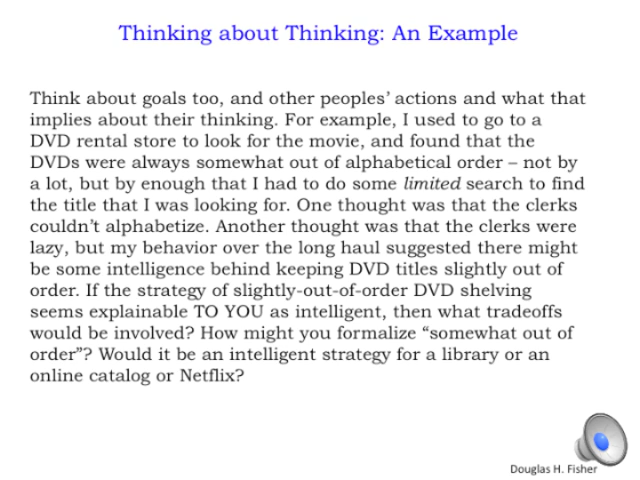 Thinking about Thinking: An Example
Think about goals too, and other peoples’ actions and what that
implies about their thinking. For example, I used to go to a
DVD rental store to look for the movie, and found that the
DVDs were always somewhat out of alphabetical order – not by
a lot, but by enough that I had to do some limited search to find
the title that I was looking for. One thought was that the clerks
couldn’t alphabetize. Another thought was that the clerks were
lazy, but my behavior over the long haul suggested there might
be some intelligence behind keeping DVD titles slightly out of
order. If the strategy of slightly-out-of-order DVD shelving
seems explainable TO YOU as intelligent, then what tradeoffs
would be involved? How might you formalize “somewhat out of
order”? Would it be an intelligent strategy for a library or an
online catalog or Netflix?
Douglas H. Fisher